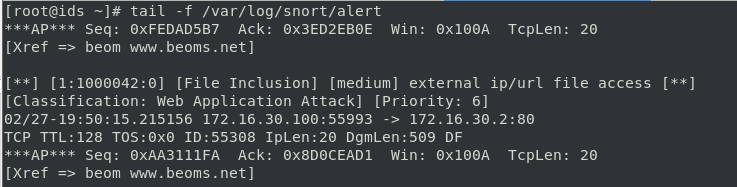 [root@ids ~]# tail -f /var/log/snort/alert
***AP*** Seq: 0xFEDAD5B7  Ack: 0x3ED2EB0E  Win: 0x100A  TcpLen: 20
[Xref => beom www.beoms.net]
[**] [1:1000042:0] [File Inclusion] [medium] external ip/url file access [**]
[Classification: Web Application Attack] [Priority: 6]
02/27-19:50:15.215156 172.16.30.100:55993 -> 172.16.30.2:80
TCP TTL:128 TOS:0x0 ID:55308 IpLen:20 DgmLen:509 DF
***AP*** Seq: 0xAA3111FA  Ack: 0x8D0CEAD1  Win: 0x100A  TcpLen: 20
[Xref => beom www.beoms.net]